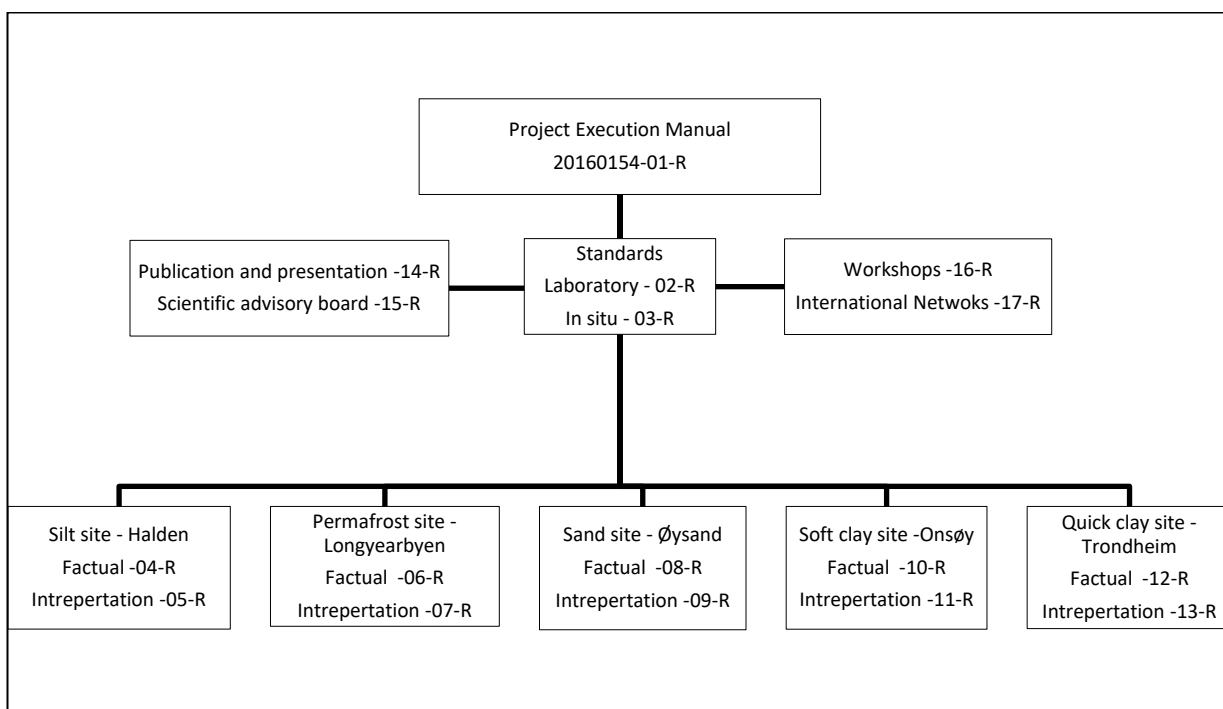 Project Execution Manual
20160154-01-R
Publication and presentation -14-R
Scientific advisory board -15-R
Standards
Laboratory - 02-R
In situ - 03-R
Workshops -16-R
International Netwoks -17-R
Silt site - Halden
Factual -04-R
Intrepertation -05-R
Permafrost site -
Longyearbyen
Factual -06-R
Intrepertation -07-R
Sand site - Øysand
Factual -08-R
Intrepertation -09-R
Soft clay site -Onsøy
Factual -10-R
Intrepertation -11-R
Quick clay site -
Trondheim
Factual -12-R
Intrepertation -13-R